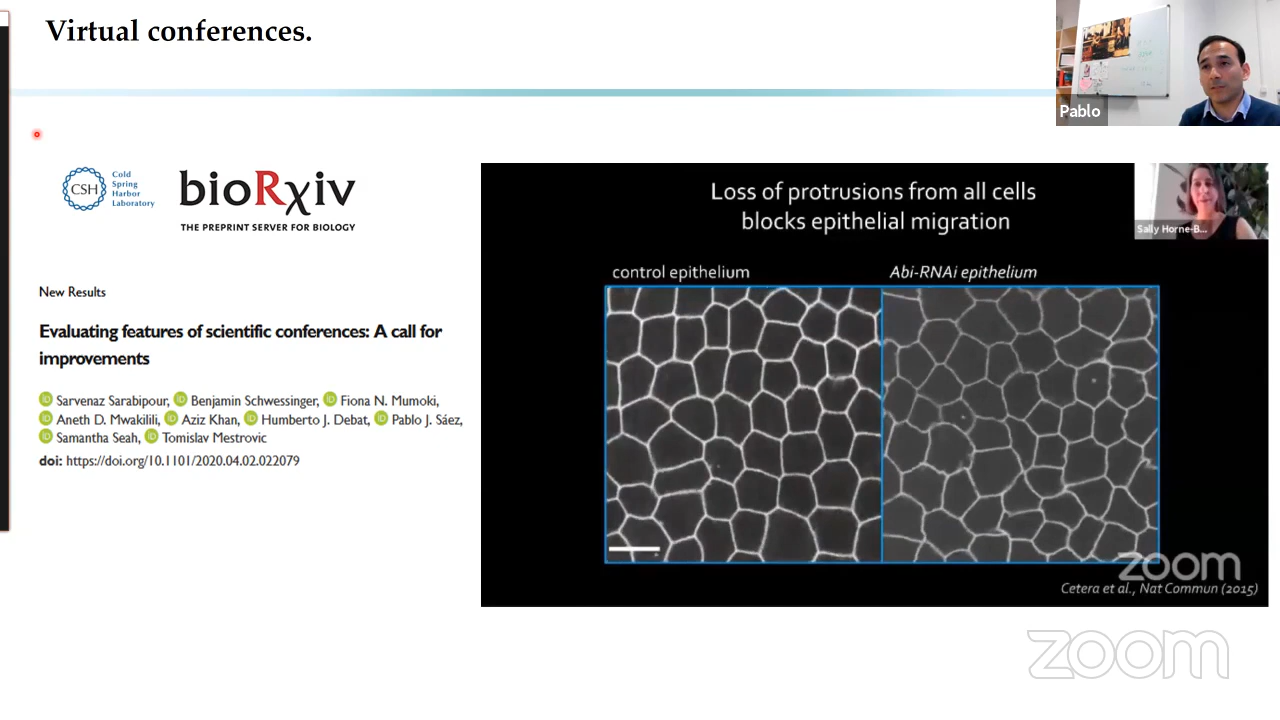 Virtual conferences.
Pablo
CSH
Cold
Spring
Harbor
Laboratory
bioRχiv
THE PREPRINT SERVER FOR BIOLOGY
New Results
Evaluating features of scientific conferences: A call for
improvements
Sarvenaz Sarabipour, Benjamin Schwessinger, Fiona N. Mumoki,
Aneth D. Mwakilili, Aziz Khan, Humberto J. Debat, Pablo J. Sáez,
Samantha Seah, Tomislav Mestrovic
doi: https://doi.org/10.1101/2020.04.02.022079
Loss of protrusions from all cells
blocks epithelial migration
Sally Horne-B...
control epithelium
Abi-RNAi epithelium
zoom
Cetera et al., Nat Commun (2015)
zoom